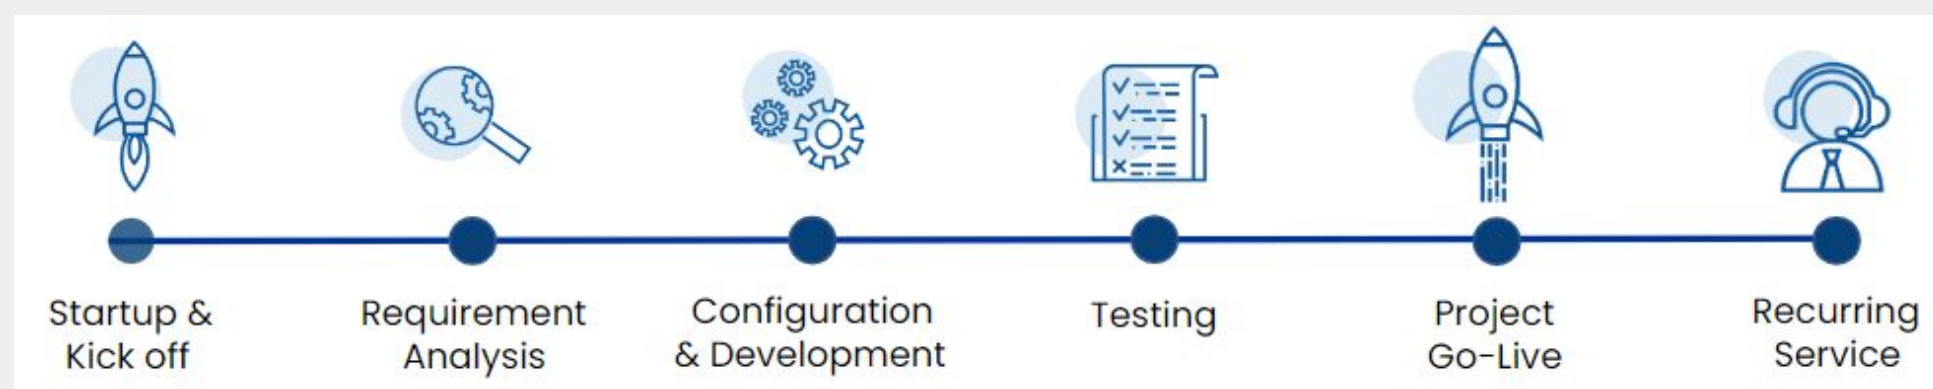 Startup &
Kick off
Requirement
Analysis
Configuration
& Development
Testing
Project
Go-Live
Recurring
Service